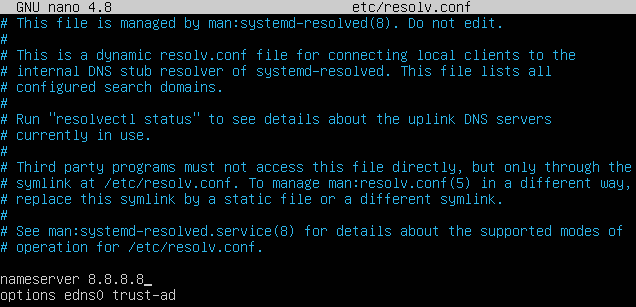 GNU nano 4.8 etc/resolv.conf
# This file is managed by man:systemd-resolved(8). Do not edit.
#
# This is a dynamic resolv.conf file for connecting local clients to the
# internal DNS stub resolver of systemd-resolved. This file lists all
# configured search domains.
#
# Run "resolvectl status" to see details about the uplink DNS servers
# currently in use.
#
# Third party programs must not access this file directly, but only through the
# symlink at /etc/resolv.conf. To manage man:resolv.conf(5) in a different way,
# replace this symlink by a static file or a different symlink.
#
# See man:systemd-resolved.service(8) for details about the supported modes of
# operation for /etc/resolv.conf.
nameserver 8.8.8.8
options edns0 trust-ad